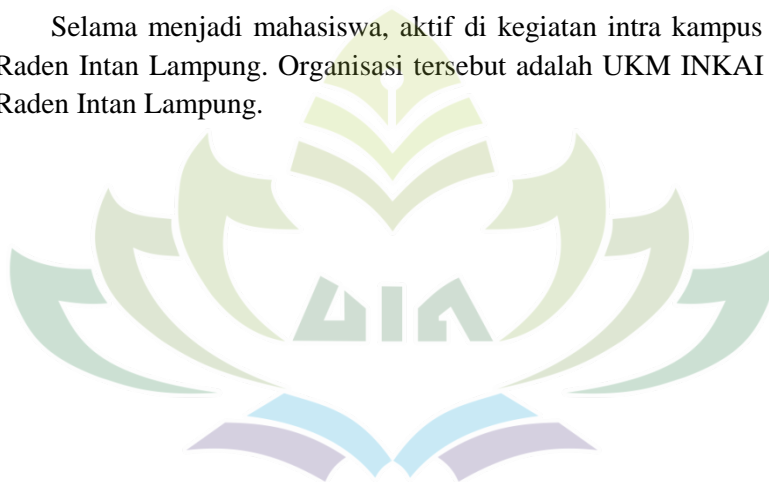 Selama menjadi mahasiswa, aktif di kegiatan intra kampus
Raden Intan Lampung. Organisasi tersebut adalah UKM INKAI
Raden Intan Lampung.
UIN